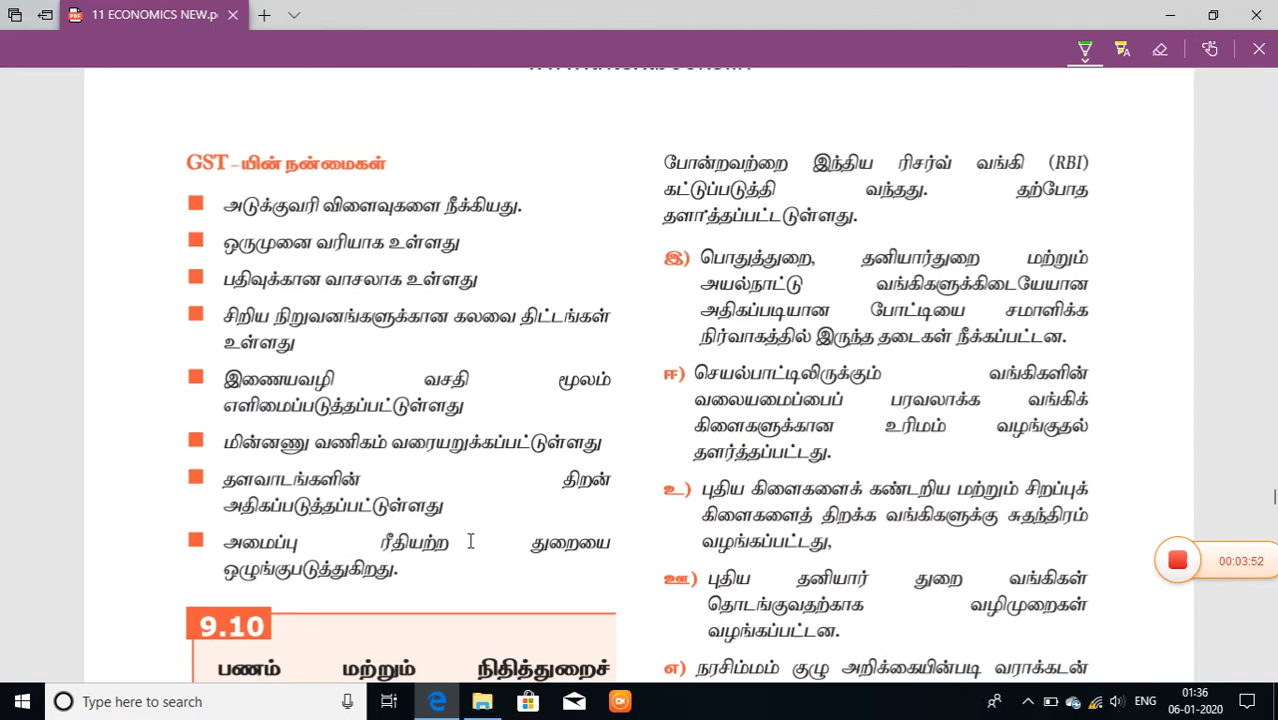 11 ECONOMICS NEW.p
GST – யின் நன்மைகள்
அடுக்குவரி விளைவுகளை நீக்கியது.
ஒருமுனை வரியாக உள்ளது
பதிவுக்கான வாசலாக உள்ளது
சிறிய நிறுவனங்களுக்கான கலவை திட்டங்கள்
உள்ளது
இணையவழி வசதி மூலம்
எளிமைப்படுத்தப்பட்டுள்ளது
மின்னணு வணிகம் வரையறுக்கப்பட்டுள்ளது
தளவாடங்களின் திறன்
அதிகப்படுத்தப்பட்டுள்ளது
அமைப்பு ரீதியற்ற துறையை
ஒழுங்குபடுத்துகிறது.
9.10
பணம் மற்றும் நிதித்துறைச்
போன்றவற்றை இந்திய ரிசர்வ் வங்கி (RBI)
கட்டுப்படுத்தி வந்தது. தற்போத
தளார்த்தப்பட்டடுள்ளது.
இ) பொதுத்துறை, தனியார்துறை மற்றும்
அயல்நாட்டு வங்கிகளுக்கிடையேயான
அதிகப்படியான போட்டியை சமாளிக்க
நிர்வாகத்தில் இருந்த தடைகள் நீக்கப்பட்டன.
ஈ) செயல்பாட்டிலிருக்கும் வங்கிகளின்
வலையமைப்பைப் பரவலாக்க வங்கிக்
கிளைகளுக்கான உரிமம் வழங்குதல்
தளர்த்தப்பட்டது.
உ) புதிய கிளைகளைக் கண்டறிய மற்றும் சிறப்புக்
கிளைகளைத் திறக்க வங்கிகளுக்கு சுதந்திரம்
வழங்கப்பட்டது,
ஊ) புதிய தனியார் துறை வங்கிகள்
தொடங்குவதற்காக வழிமுறைகள்
வழங்கப்பட்டன.
எ) நரசிம்மம் குழு அறிக்கையின்படி வராக்கடன்
00:03:52
Type here to search
ENG
01:36
06-01-2020